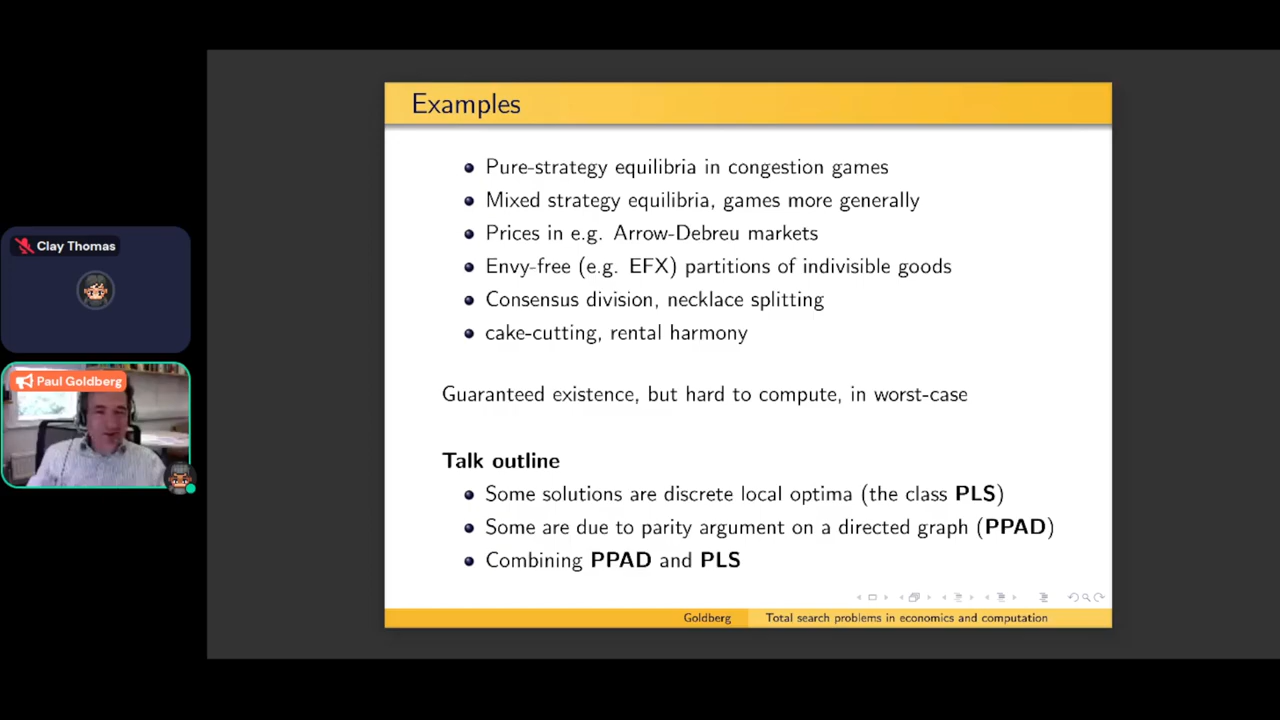 Examples
Pure-strategy equilibria in congestion games
Mixed strategy equilibria, games more generally
Prices in e.g. Arrow-Debreu markets
Envy-free (e.g. EFX) partitions of indivisible goods
Consensus division, necklace splitting
cake-cutting, rental harmony
Guaranteed existence, but hard to compute, in worst-case
Talk outline
Some solutions are discrete local optima (the class PLS)
Some are due to parity argument on a directed graph (PPAD)
Combining PPAD and PLS
Goldberg
Total search problems in economics and computation
Clay Thomas
Paul Goldberg